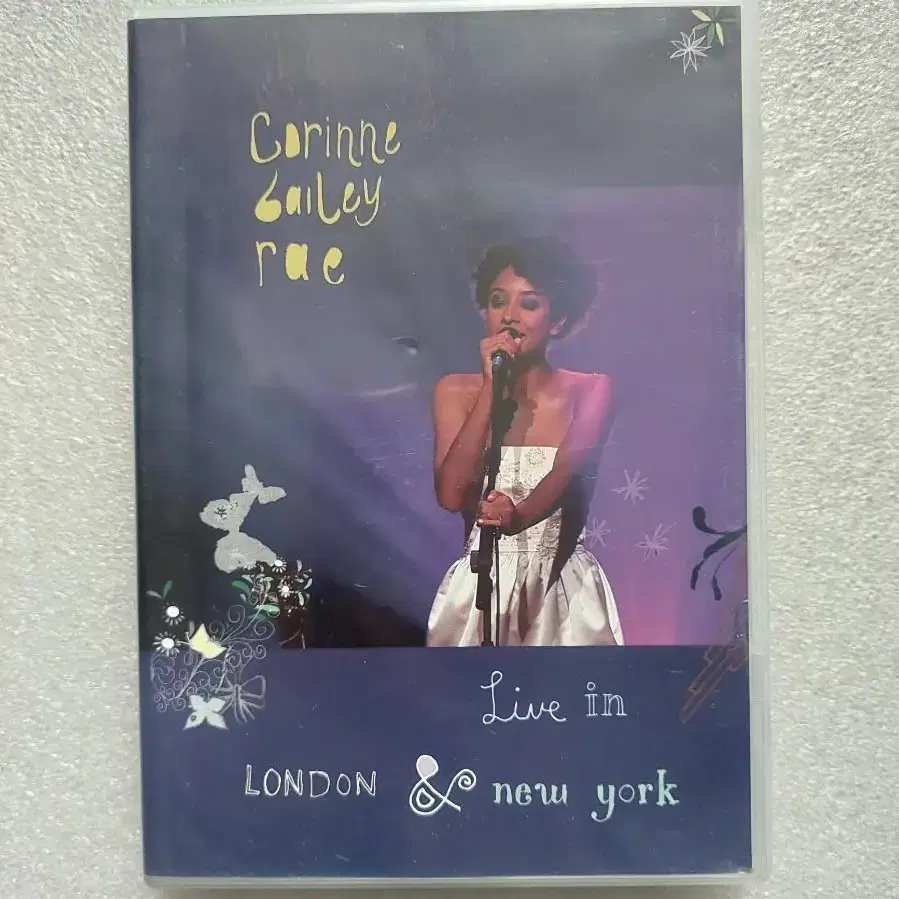 Corinne
bailey
rae
Live in
LONDON & new york